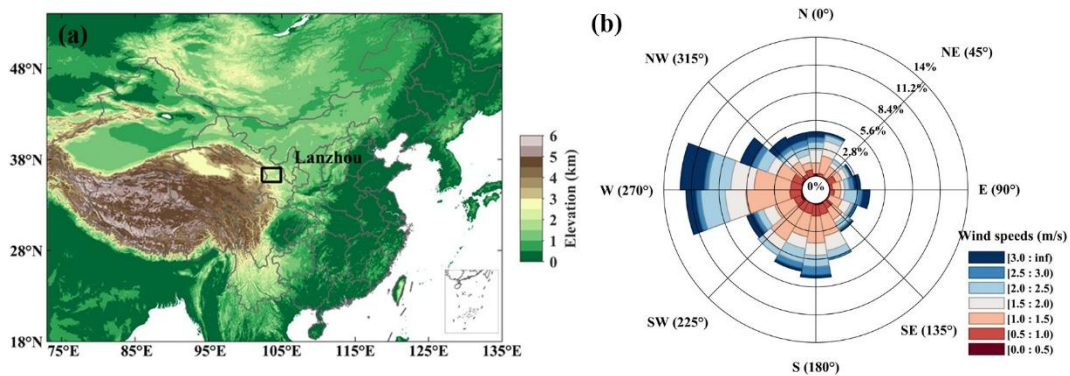 (a)
48°N
38°N
28°N
18°N
75°E
85°E
95°E
105°E
115°E
125°E
135°E
Lanzhou
6
5
4
3
2
1
0
Elevation (km)
(b)
N (0°)
NE (45°)
E (90°)
SE (135°)
S (180°)
SW (225°)
W (270°)
NW (315°)
14%
11.2%
8.4%
5.6%
2.8%
0%
Wind speeds (m/s)
[3.0 : inf)
[2.5 : 3.0)
[2.0 : 2.5)
[1.5 : 2.0)
[1.0 : 1.5)
[0.5 : 1.0)
[0.0 : 0.5)